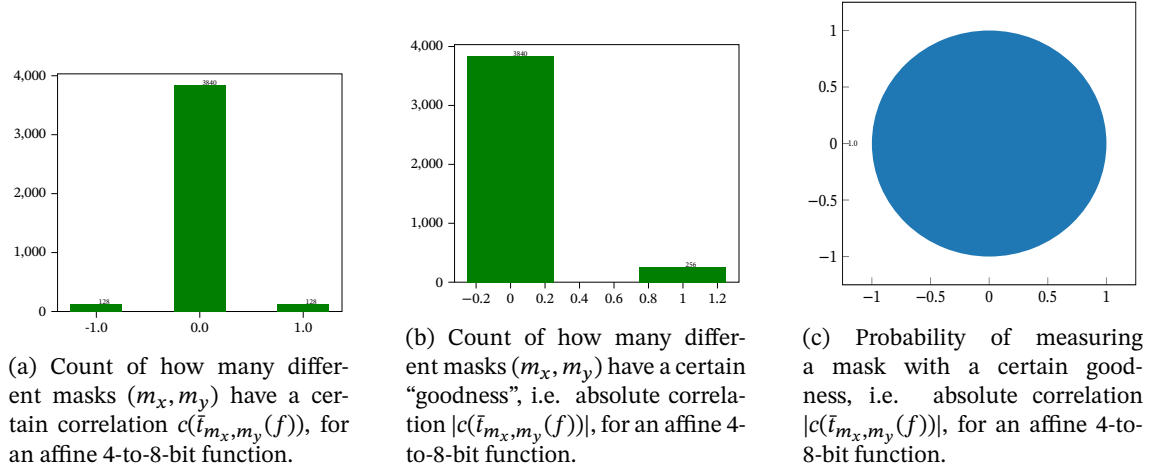 4,000
3,000
2,000
1,000
0
3840
128
128
-1.0
0.0
1.0
(a) Count of how many differ-
ent masks (m_x, m_y) have a cer-
tain correlation c(t̄_{m_x,m_y}(f)), for
an affine 4-to-8-bit function.
4,000
3,000
2,000
1,000
0
3840
256
−0.2 0 0.2 0.4 0.6 0.8 1 1.2
(b) Count of how many differ-
ent masks (m_x, m_y) have a certain
“goodness”, i.e. absolute correla-
tion |c(t̄_{m_x,m_y}(f))|, for an affine 4-
to-8-bit function.
1
0.5
0
−0.5
−1
1.0
−1 −0.5 0 0.5 1
(c) Probability of measuring
a mask with a certain good-
ness, i.e. absolute correlation
|c(t̄_{m_x,m_y}(f))|, for an affine 4-to-
8-bit function.